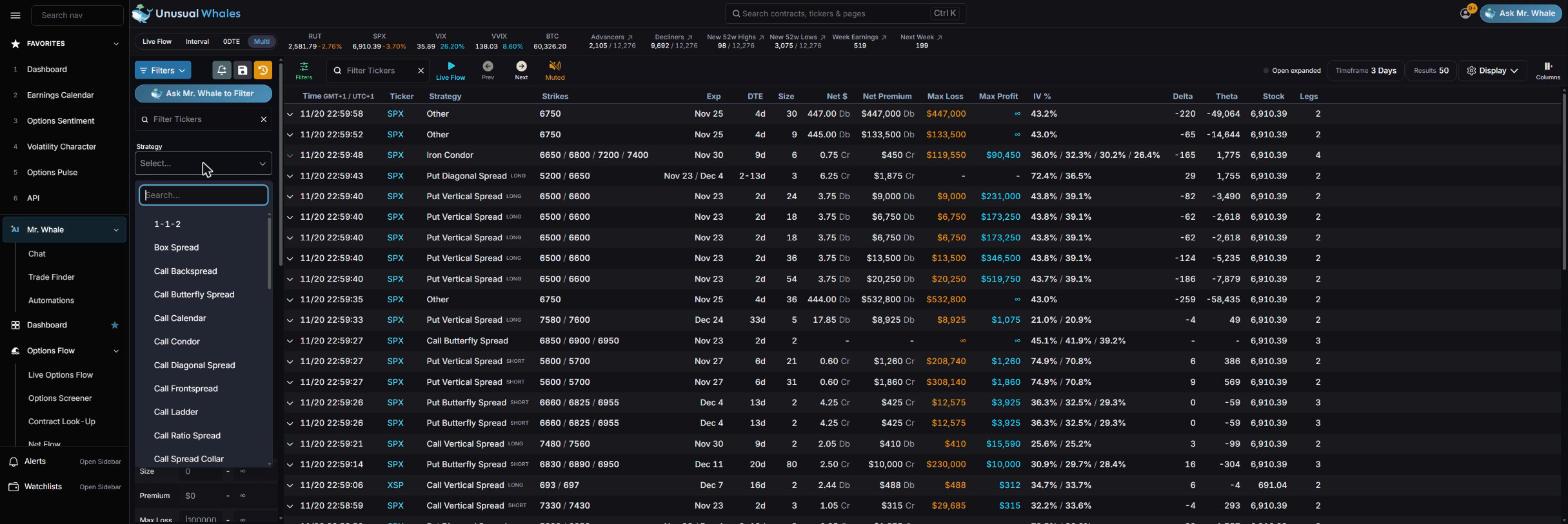 Search nav
Unusual Whales
Search contracts, tickers & pages
Ctrl K
9+
Ask Mr. Whale
FAVORITES
1 Dashboard
2 Earnings Calendar
3 Options Sentiment
4 Volatility Character
5 Options Pulse
6 API
Mr. Whale
Chat
Trade Finder
Automations
Dashboard
Options Flow
Live Options Flow
Options Screener
Contract Look-Up
Net Flow
Alerts Open Sidebar
Watchlists Open Sidebar
Live Flow Interval 0DTE Multi
RUT SPX VIX VVIX BTC Advancers ↗ Decliners ↗ New 52w Highs ↗ New 52w Lows ↗ Week Earnings ↗ Next Week ↗
2,581.79 -2.76% 6,910.39 -3.70% 35.89 26.20% 138.03 8.60% 60,326.20 2,105 / 12,276 9,692 / 12,276 98 / 12,276 3,075 / 12,276 519 199
Filters
Ask Mr. Whale to Filter
Filter Tickers
Strategy
Select...
Search...
1-1-2
Box Spread
Call Backspread
Call Butterfly Spread
Call Calendar
Call Condor
Call Diagonal Spread
Call Frontspread
Call Ladder
Call Ratio Spread
Call Spread Collar
Size 0 - ∞
Premium $0 - ∞
Max Loss -∞
Filters Filter Tickers Live Flow Prev Next Muted Open expanded Timeframe 3 Days Results 50 Display Columns
Time GMT+1 / UTC+1 Ticker Strategy Strikes Exp DTE Size Net $ Net Premium Max Loss Max Profit IV % Delta Theta Stock Legs
11/20 22:59:58 SPX Other 6750 Nov 25 4d 30 447.00 Db $447,000 Db $447,000 ∞ 43.2% -220 -49,064 6,910.39 2
11/20 22:59:52 SPX Other 6750 Nov 25 4d 9 445.00 Db $133,500 Db $133,500 ∞ 43.0% -65 -14,644 6,910.39 2
11/20 22:59:48 SPX Iron Condor 6650 / 6800 / 7200 / 7400 Nov 30 9d 6 0.75 Cr $450 Cr $119,550 $90,450 36.0% / 32.3% / 30.2% / 26.4% -165 1,775 6,910.39 4
11/20 22:59:43 SPX Put Diagonal Spread LONG 5200 / 6650 Nov 23 / Dec 4 2-13d 3 6.25 Cr $1,875 Cr - - 72.4% / 36.5% 29 1,755 6,910.39 2
11/20 22:59:40 SPX Put Vertical Spread LONG 6500 / 6600 Nov 23 2d 24 3.75 Db $9,000 Db $9,000 $231,000 43.8% / 39.1% -82 -3,490 6,910.39 2
11/20 22:59:40 SPX Put Vertical Spread LONG 6500 / 6600 Nov 23 2d 18 3.75 Db $6,750 Db $6,750 $173,250 43.8% / 39.1% -62 -2,618 6,910.39 2
11/20 22:59:40 SPX Put Vertical Spread LONG 6500 / 6600 Nov 23 2d 18 3.75 Db $6,750 Db $6,750 $173,250 43.8% / 39.1% -62 -2,618 6,910.39 2
11/20 22:59:40 SPX Put Vertical Spread LONG 6500 / 6600 Nov 23 2d 36 3.75 Db $13,500 Db $13,500 $346,500 43.8% / 39.1% -124 -5,235 6,910.39 2
11/20 22:59:40 SPX Put Vertical Spread LONG 6500 / 6600 Nov 23 2d 54 3.75 Db $20,250 Db $20,250 $519,750 43.8% / 39.1% -186 -7,879 6,910.39 2
11/20 22:59:35 SPX Other 6750 Nov 25 4d 36 444.00 Db $532,800 Db $532,800 ∞ 43.0% -259 -58,435 6,910.39 2
11/20 22:59:33 SPX Put Vertical Spread LONG 7580 / 7600 Dec 24 33d 5 17.85 Db $8,925 Db $8,925 $1,075 21.0% / 20.9% -4 49 6,910.39 2
11/20 22:59:27 SPX Call Butterfly Spread 6850 / 6900 / 6950 Nov 23 2d 2 - - ∞ ∞ 45.1% / 41.9% / 39.2% - - 6,910.39 3
11/20 22:59:27 SPX Put Vertical Spread SHORT 5600 / 5700 Nov 27 6d 21 0.60 Cr $1,260 Cr $208,740 $1,260 74.9% / 70.8% 6 386 6,910.39 2
11/20 22:59:27 SPX Put Vertical Spread SHORT 5600 / 5700 Nov 27 6d 31 0.60 Cr $1,860 Cr $308,140 $1,860 74.9% / 70.8% 9 569 6,910.39 2
11/20 22:59:26 SPX Put Butterfly Spread SHORT 6660 / 6825 / 6955 Dec 4 13d 2 4.25 Cr $425 Cr $12,575 $3,925 36.3% / 32.5% / 29.3% 0 -59 6,910.39 3
11/20 22:59:26 SPX Put Butterfly Spread SHORT 6660 / 6825 / 6955 Dec 4 13d 2 4.25 Cr $425 Cr $12,575 $3,925 36.3% / 32.5% / 29.3% 0 -59 6,910.39 3
11/20 22:59:21 SPX Call Vertical Spread LONG 7480 / 7560 Nov 30 9d 2 2.05 Db $410 Db $410 $15,590 25.6% / 25.2% 3 -99 6,910.39 2
11/20 22:59:14 SPX Put Butterfly Spread SHORT 6830 / 6890 / 6950 Dec 11 20d 80 2.50 Cr $10,000 Cr $230,000 $10,000 30.9% / 29.7% / 28.4% 16 -304 6,910.39 3
11/20 22:59:06 XSP Call Vertical Spread LONG 693 / 697 Dec 7 16d 2 2.44 Db $488 Db $488 $312 34.7% / 33.7% 6 -4 691.04 2
11/20 22:58:59 SPX Call Vertical Spread SHORT 7330 / 7430 Nov 24 3d 3 1.05 Cr $315 Cr $29,685 $315 32.2% / 33.6% -4 240 6,910.39 2